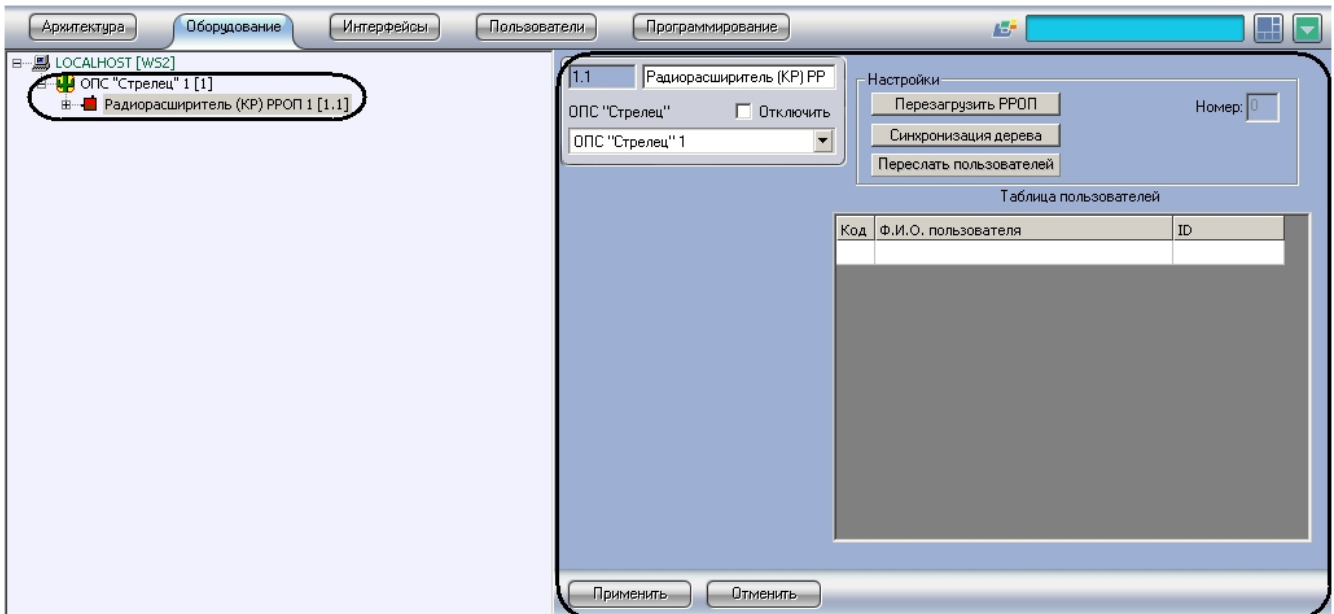 Архитектура Оборудование Интерфейсы Пользователи Программирование
LOCALHOST [WS2]
ОПС "Стрелец" 1 [1]
Радиорасширитель (КР) РРОП 1 [1.1]
1.1 Радиорасширитель (КР) РР
ОПС "Стрелец" Отключить
ОПС "Стрелец" 1
Настройки
Перезагрузить РРОП Номер: 0
Синхронизация дерева
Переслать пользователей
Таблица пользователей
Код Ф.И.О. пользователя ID
Применить Отменить